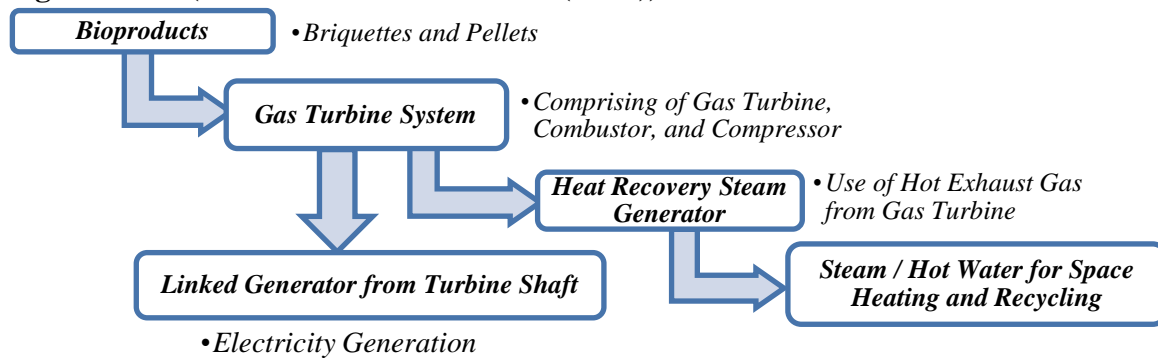 Bioproducts
•Briquettes and Pellets
Gas Turbine System
•Comprising of Gas Turbine,
Combustor, and Compressor
Heat Recovery Steam
Generator
•Use of Hot Exhaust Gas
from Gas Turbine
Linked Generator from Turbine Shaft
•Electricity Generation
Steam / Hot Water for Space
Heating and Recycling